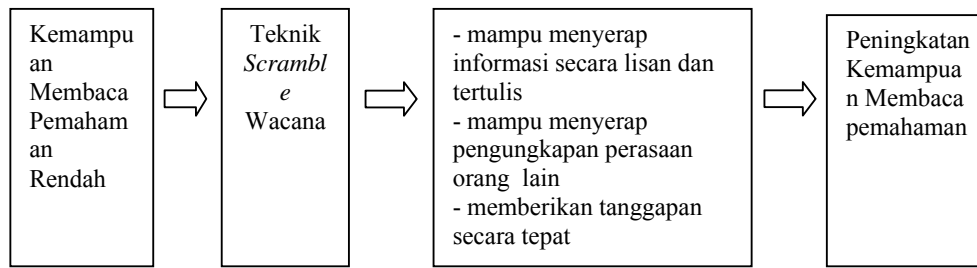 Kemampu
an
Membaca
Pemaham
an
Rendah
Teknik
Scrambl
e
Wacana
- mampu menyerap
informasi secara lisan dan
tertulis
- mampu menyerap
pengungkapan perasaan
orang lain
- memberikan tanggapan
secara tepat
Peningkatan
Kemampua
n Membaca
pemahaman